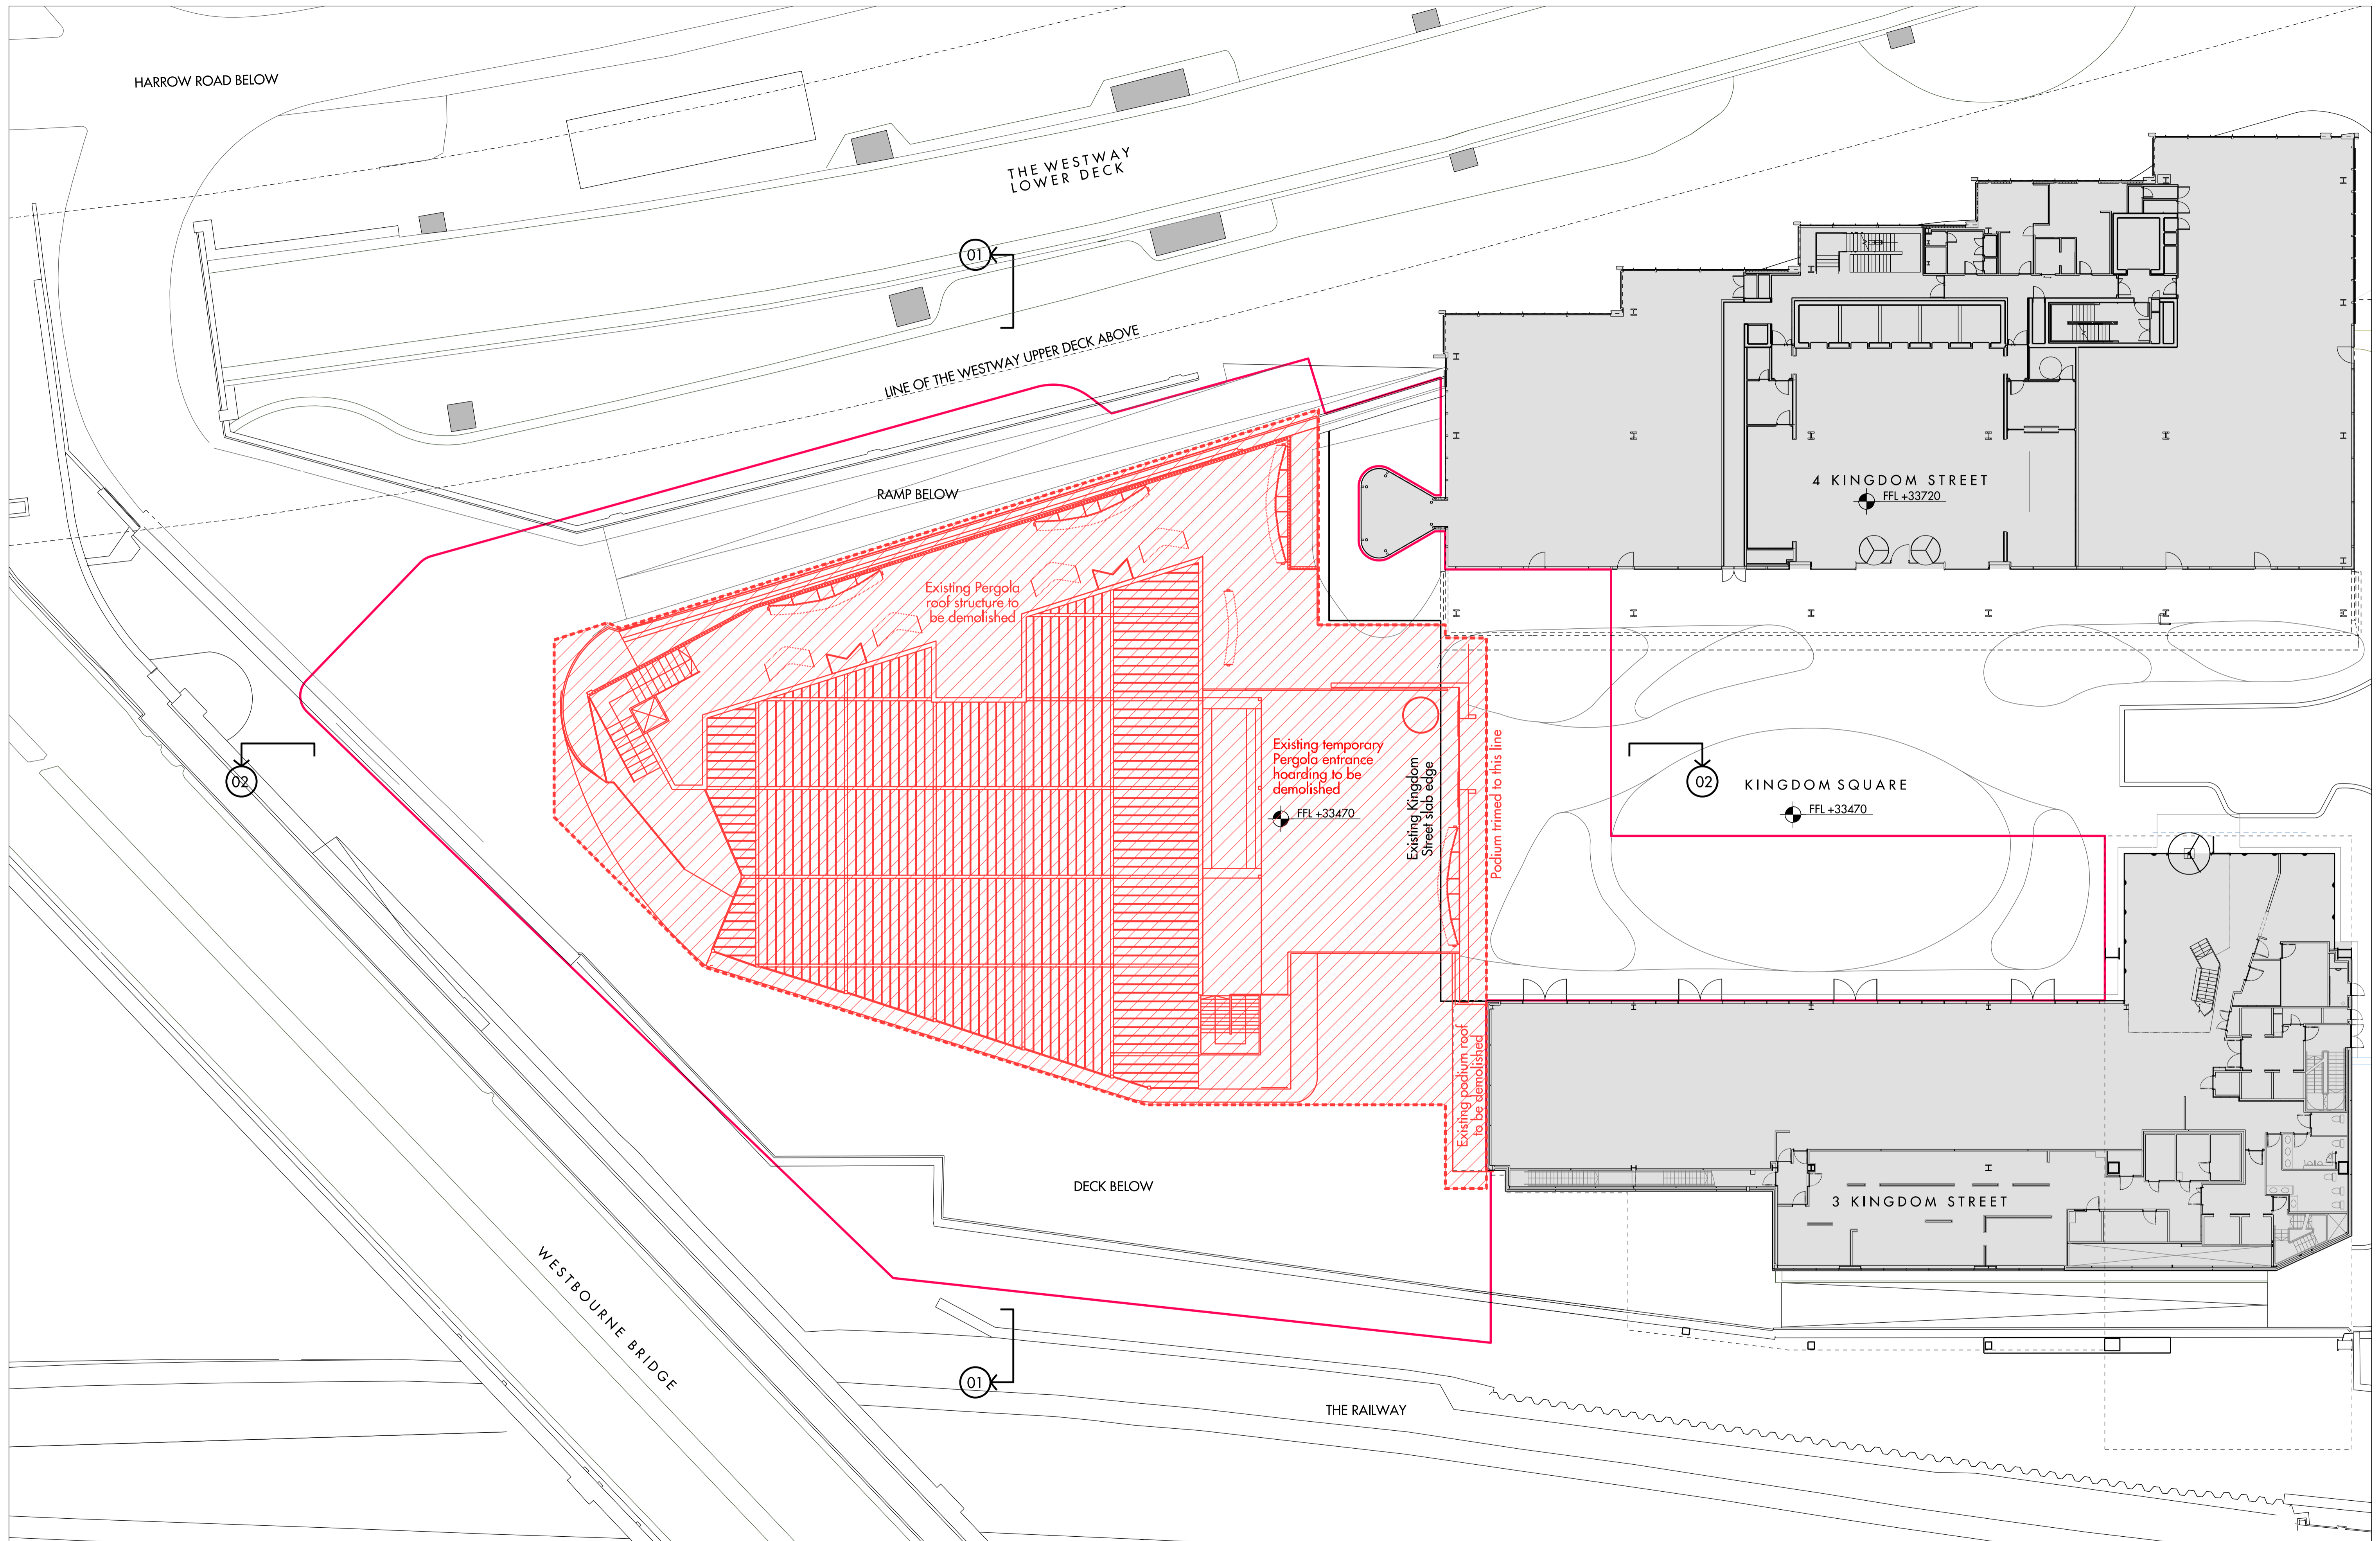 HARROW ROAD BELOW
THE WESTWAY
LOWER DECK
01
LINE OF THE WESTWAY UPPER DECK ABOVE
RAMP BELOW
4 KINGDOM STREET
FFL +33720
Existing Pergola
roof structure to
be demolished
Existing temporary
Pergola entrance
hoarding to be
demolished
FFL +33470
Existing Kingdom
Street slab edge
Podium trimmed to this line
02
02
KINGDOM SQUARE
FFL +33470
Existing podium roof
to be demolished
DECK BELOW
3 KINGDOM STREET
WESTBOURNE BRIDGE
01
THE RAILWAY